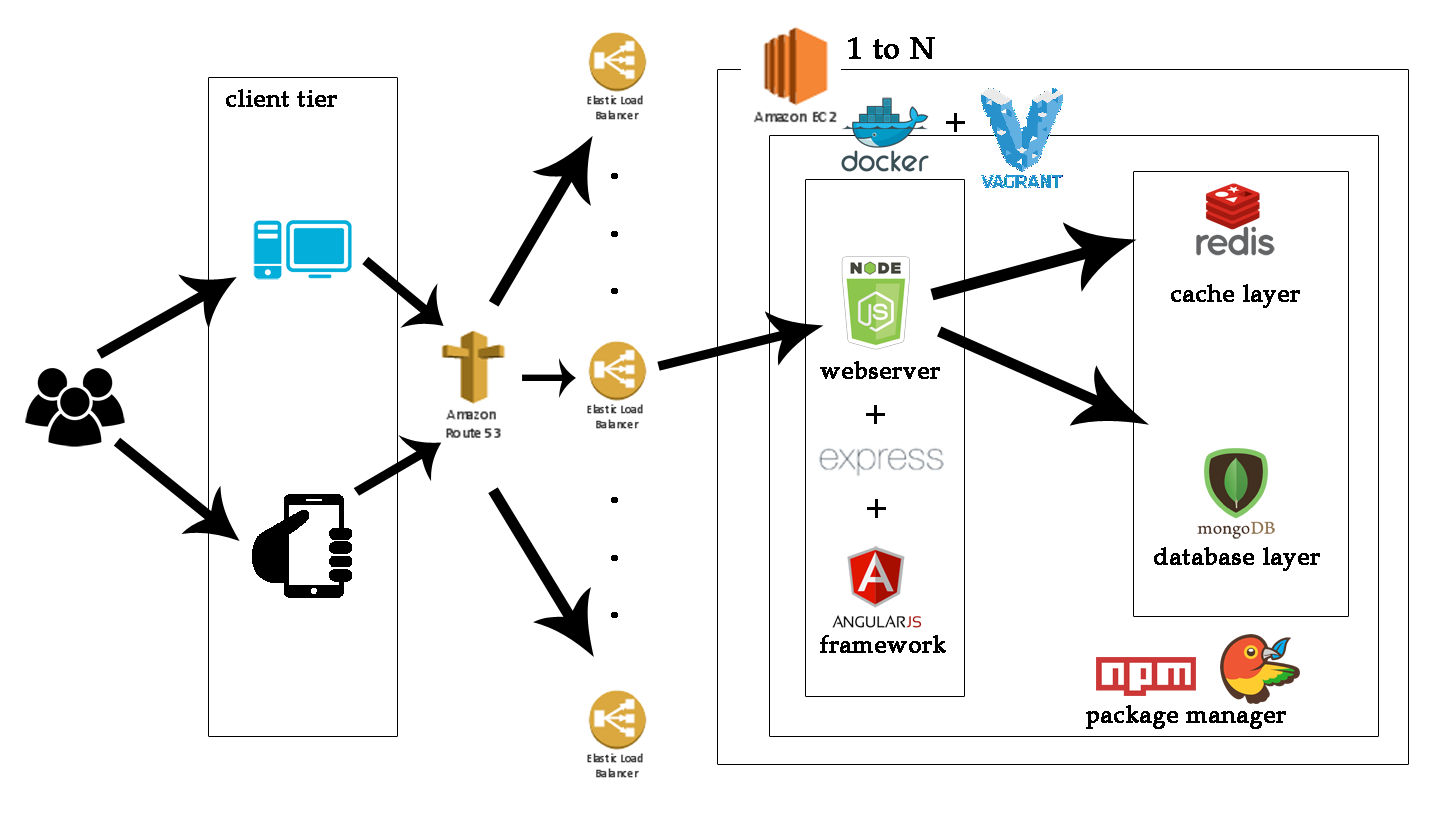 client tier
Elastic Load
Balancer
Amazon
Route 53
Elastic Load
Balancer
Elastic Load
Balancer
1 to N
Amazon EC2
docker
+
VAGRANT
NODE
JS
webserver
+
express
+
A
ANGULARJS
framework
redis
cache layer
mongoDB
database layer
npm
package manager